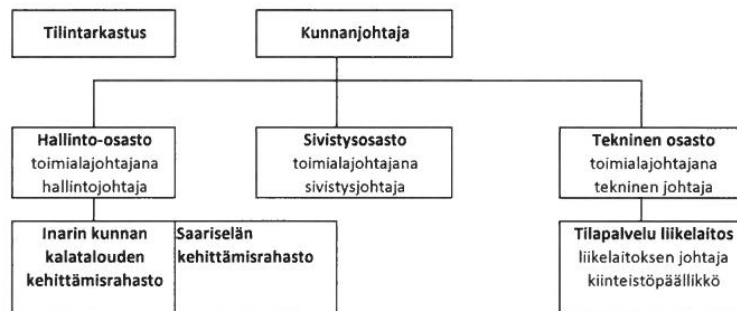 Tilintarkastus
Kunnanjohtaja
Hallinto-osasto
toimialajohtajana
hallintojohtaja
Sivistysosasto
toimialajohtajana
sivistysjohtaja
Tekninen osasto
toimialajohtajana
tekninen johtaja
Inarin kunnan
kalatalouden
kehittämisrahasto
Saariselän
kehittämisrahasto
Tilapalvelu liikelaitos
liikelaitoksen johtaja
kiinteistöpäällikkö